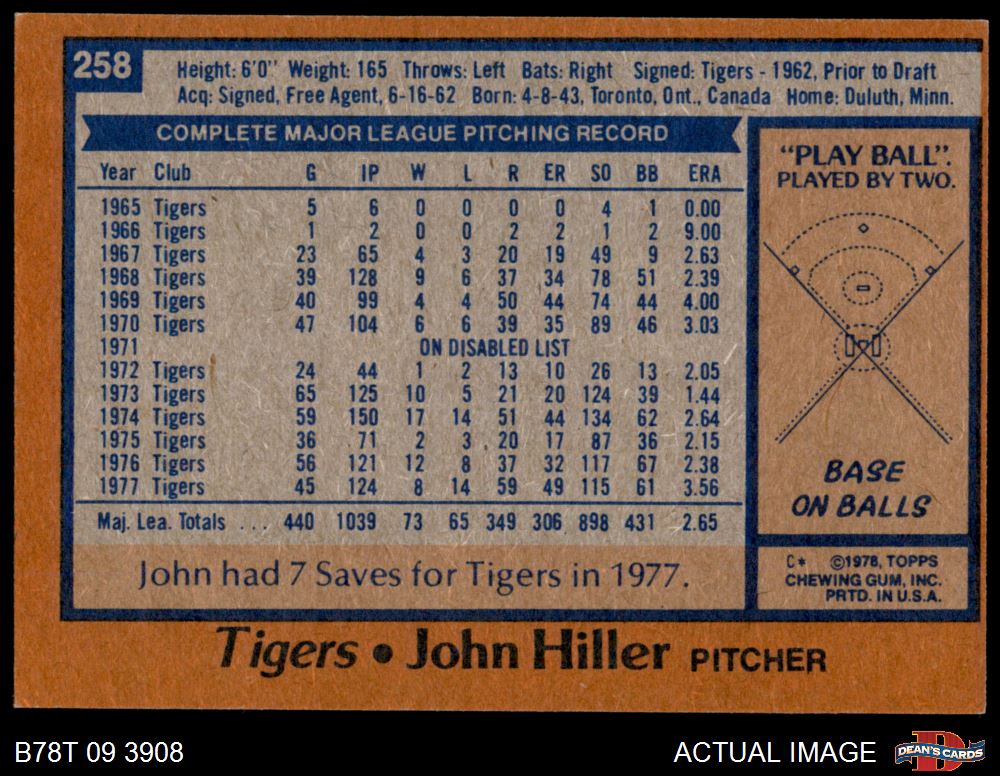 258
Height: 6'0" Weight: 165 Throws: Left Bats: Right Signed: Tigers - 1962, Prior to Draft
Acq: Signed, Free Agent, 6-16-62 Born: 4-8-43, Toronto, Ont., Canada Home: Duluth, Minn.
COMPLETE MAJOR LEAGUE PITCHING RECORD
Year Club G IP W L R ER SO BB ERA
1965 Tigers 5 6 0 0 0 0 4 1 0.00
1966 Tigers 1 2 0 0 2 2 1 2 9.00
1967 Tigers 23 65 4 3 20 19 49 9 2.63
1968 Tigers 39 128 9 6 37 34 78 51 2.39
1969 Tigers 40 99 4 4 50 44 74 44 4.00
1970 Tigers 47 104 6 6 39 35 89 46 3.03
1971 ON DISABLED LIST
1972 Tigers 24 44 1 2 13 10 26 13 2.05
1973 Tigers 65 125 10 5 21 20 124 39 1.44
1974 Tigers 59 150 17 14 51 44 134 62 2.64
1975 Tigers 36 71 2 3 20 17 87 36 2.15
1976 Tigers 56 121 12 8 37 32 117 67 2.38
1977 Tigers 45 124 8 14 59 49 115 61 3.56
Maj. Lea. Totals ... 440 1039 73 65 349 306 898 431 2.65
John had 7 Saves for Tigers in 1977.
"PLAY BALL".
PLAYED BY TWO.
BASE
ON BALLS
C* ©1978, TOPPS
CHEWING GUM, INC.
PRTD. IN U.S.A.
Tigers • John Hiller PITCHER
B78T 09 3908
ACTUAL IMAGE
D
DEAN'S CARDS